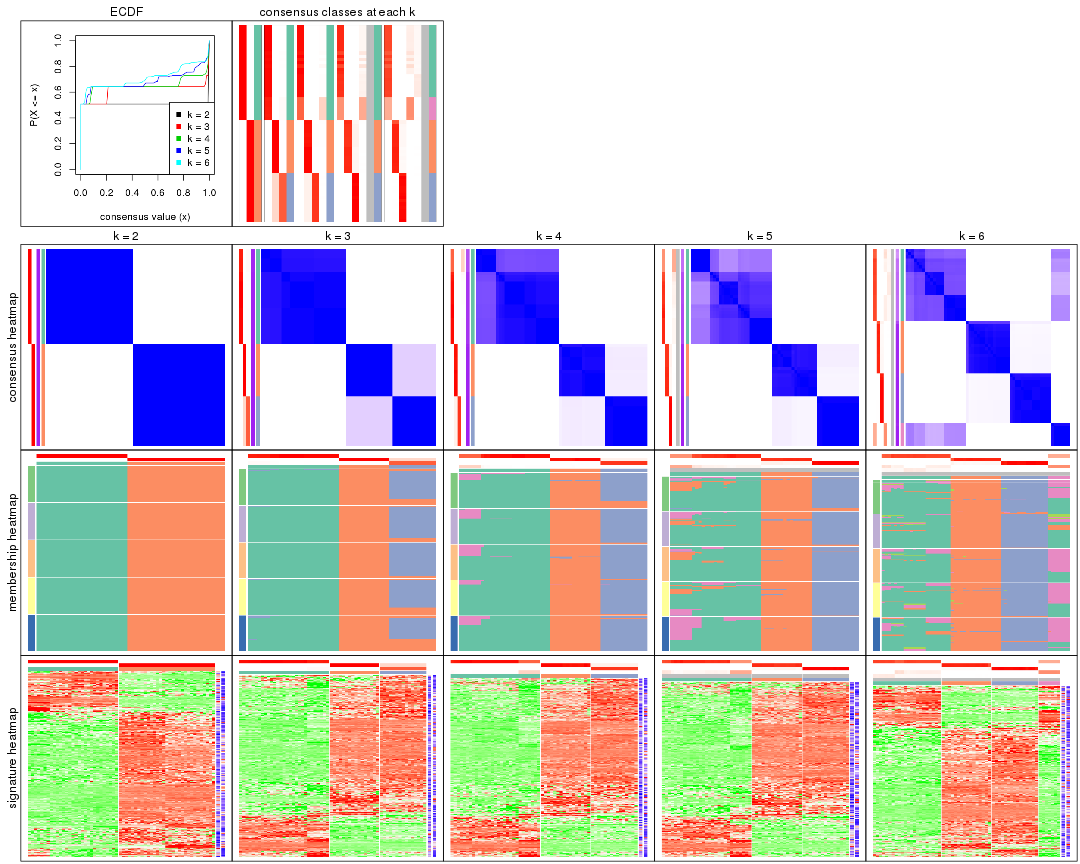 ECDF
consensus classes at each k
P(X <= x)
0.0
0.2
0.4
0.6
0.8
1.0
k = 2
k = 3
k = 4
k = 5
k = 6
0.0
0.2
0.4
0.6
0.8
1.0
consensus value (x)
k = 2
k = 3
k = 4
k = 5
k = 6
consensus heatmap
membership heatmap
signature heatmap